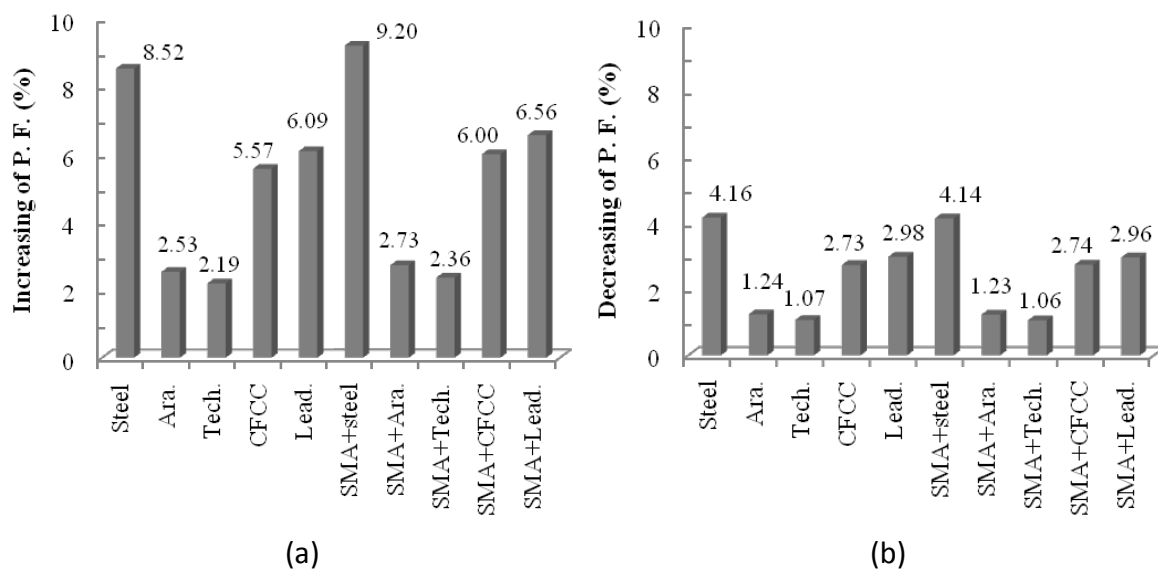 Increasing of P. F. (%)
10
8
6
4
2
0
8.52
2.53
2.19
5.57
6.09
9.20
2.73
2.36
6.00
6.56
Steel
Ara.
Tech.
CFCC
Lead.
SMA+steel
SMA+Ara.
SMA+Tech.
SMA+CFCC
SMA+Lead.
(a)
Decreasing of P. F. (%)
10
8
6
4
2
0
4.16
1.24
1.07
2.73
2.98
4.14
1.23
1.06
2.74
2.96
Steel
Ara.
Tech.
CFCC
Lead.
SMA+steel
SMA+Ara.
SMA+Tech.
SMA+CFCC
SMA+Lead.
(b)